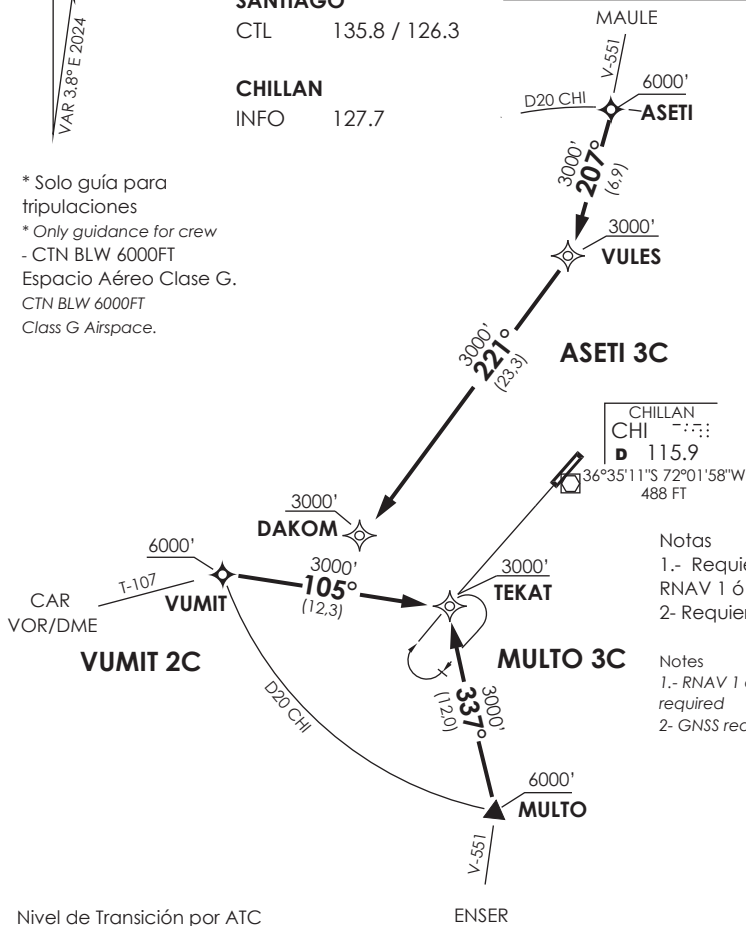 SANTIAGO
CTL 135.8 / 126.3
CHILLAN
INFO 127.7
VAR 3.8° E 2024
* Solo guía para
tripulaciones
* Only guidance for crew
- CTN BLW 6000FT
Espacio Aéreo Clase G.
CTN BLW 6000FT
Class G Airspace.
MAULE
V-551
6000'
D20 CHI
ASETI
3000'
207°
(6,9)
3000'
VULES
3000'
221°
(23,3)
ASETI 3C
CHILLAN
CHI
D 115.9
36°35'11"S 72°01'58"W
488 FT
3000'
DAKOM
6000'
T-107
VUMIT
CAR
VOR/DME
3000'
105°
(12,3)
3000'
TEKAT
VUMIT 2C
MULTO 3C
D20 CHI
3000'
337°
(12,0)
6000'
MULTO
V-551
ENSER
Notas
1.- Requie
RNAV 1 ó
2- Requier
Notes
1.- RNAV 1
required
2- GNSS rec
Nivel de Transición por ATC